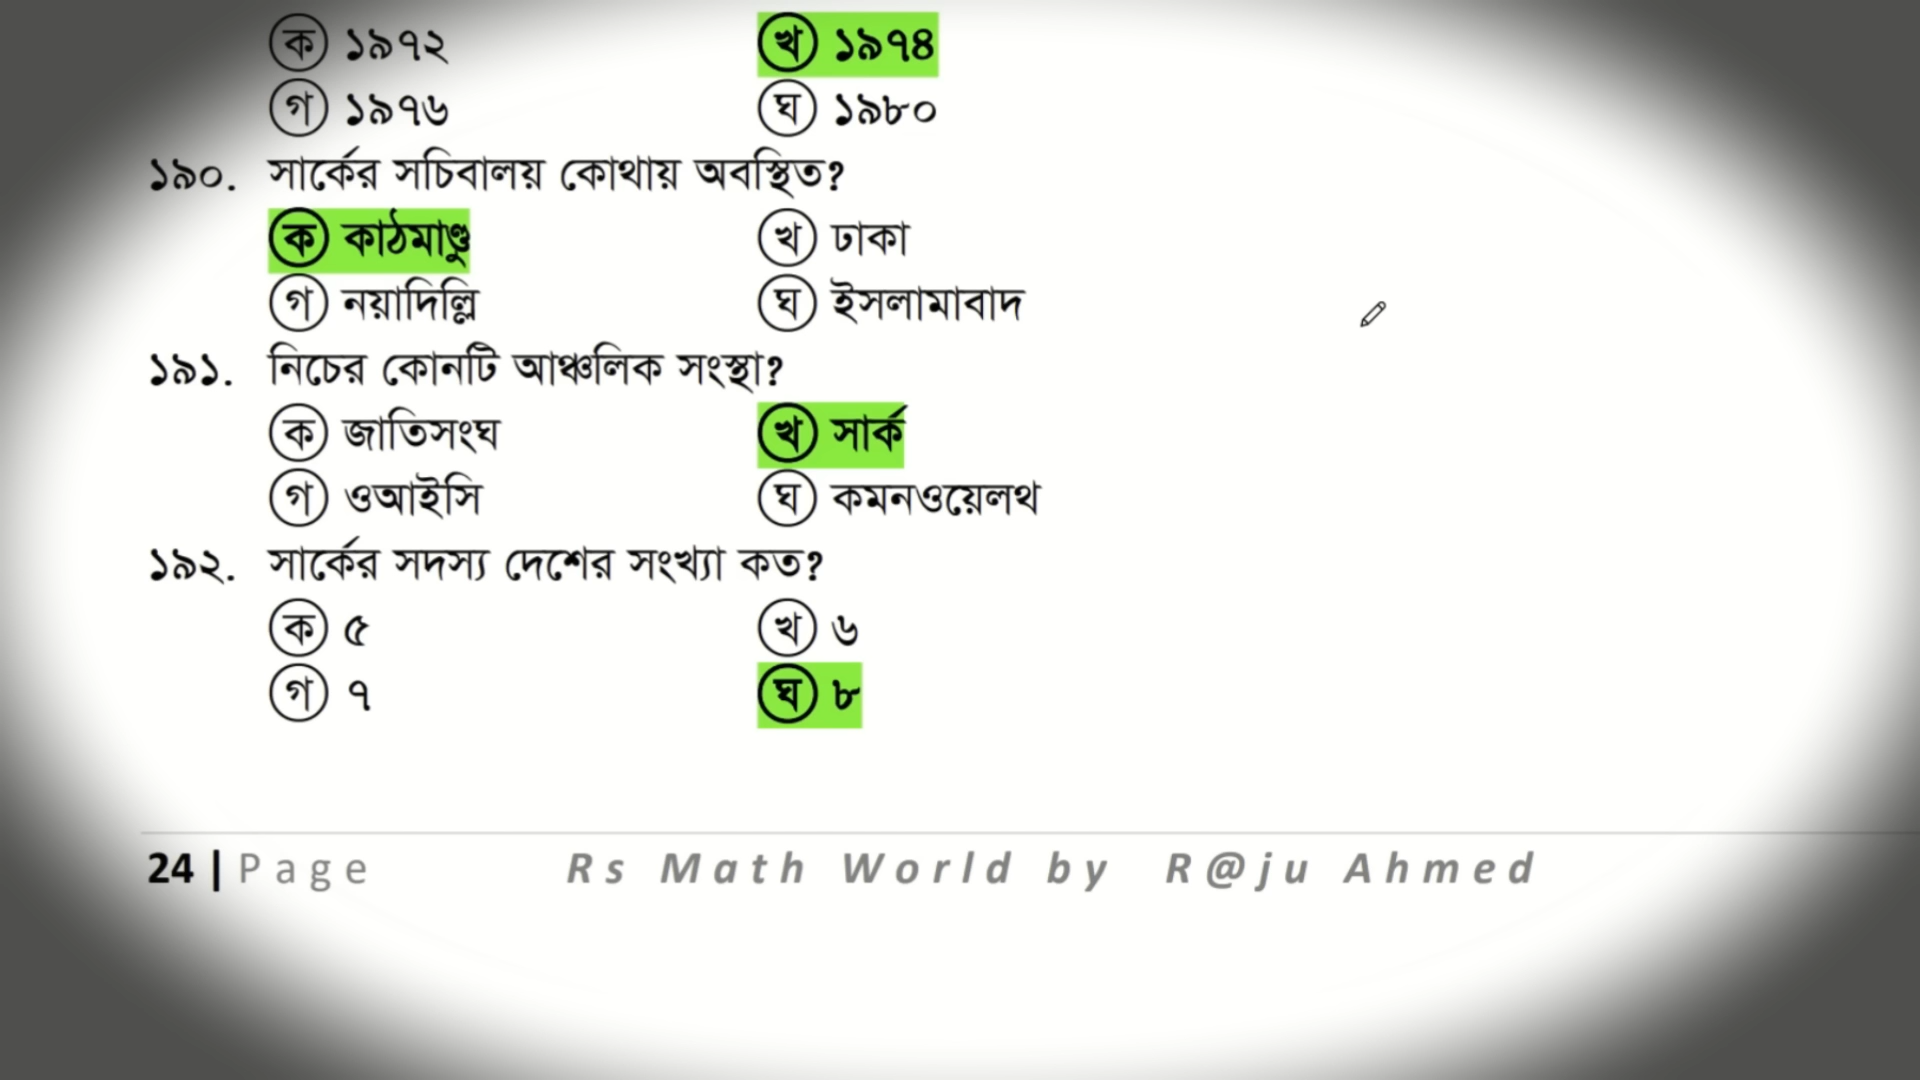 ক ১৯৭২ খ ১৯৭৪
গ ১৯৭৬ ঘ ১৯৮০
১৯০. সার্কের সচিবালয় কোথায় অবস্থিত?
ক কাঠমাণ্ডু খ ঢাকা
গ নয়াদিল্লি ঘ ইসলামাবাদ
১৯১. নিচের কোনটি আঞ্চলিক সংস্থা?
ক জাতিসংঘ খ সার্ক
গ ওআইসি ঘ কমনওয়েলথ
১৯২. সার্কের সদস্য দেশের সংখ্যা কত?
ক ৫ খ ৬
গ ৭ ঘ ৮
24 | Page Rs Math World by R@ju Ahmed